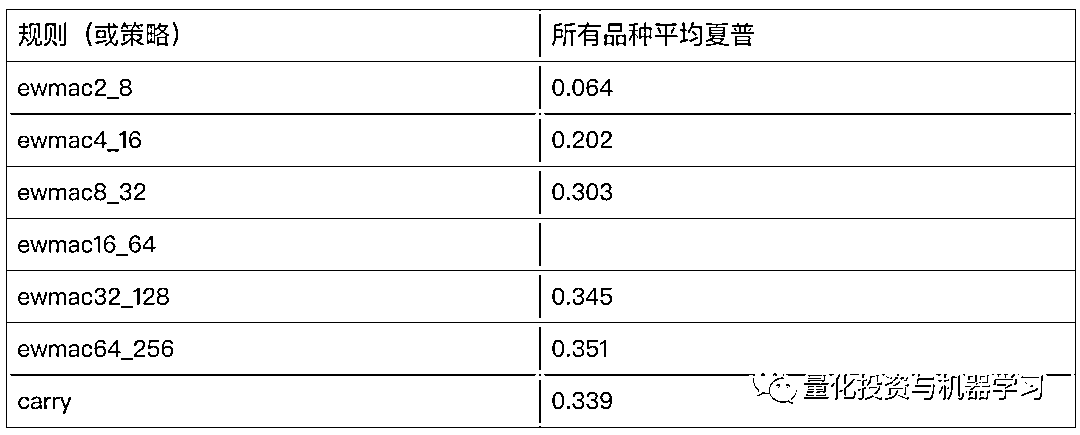 规则（或策略） 所有品种平均夏普
ewmac2_8 0.064
ewmac4_16 0.202
ewmac8_32 0.303
ewmac16_64
ewmac32_128 0.345
ewmac64_256 0.351
carry 0.339
量化投资与机器学习